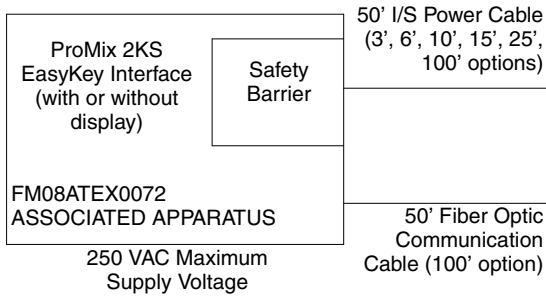 ProMix 2KS
EasyKey Interface
(with or without
display)
Safety
Barrier
50’ I/S Power Cable
(3’, 6’, 10’, 15’, 25’,
100’ options)
FM08ATEX0072
ASSOCIATED APPARATUS
50’ Fiber Optic
Communication
Cable (100’ option)
250 VAC Maximum
Supply Voltage